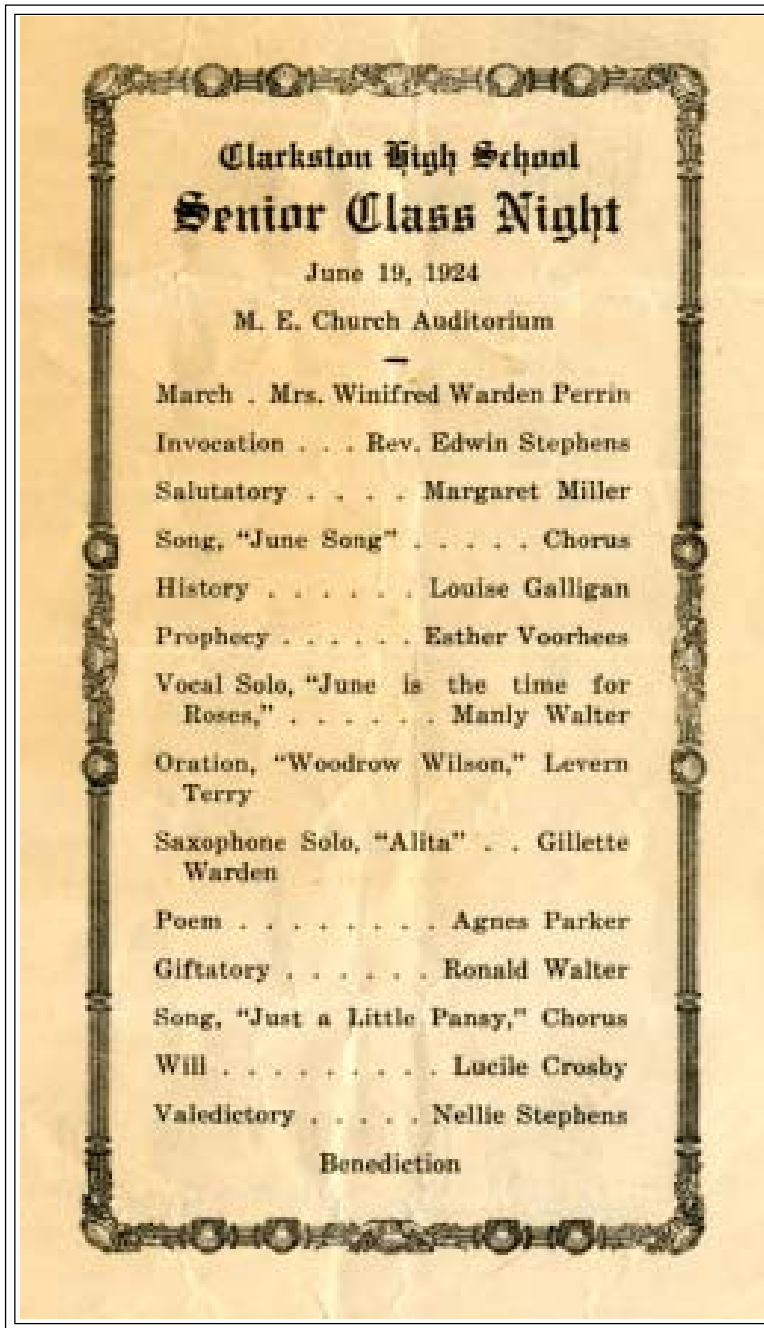 Clarkston High School
Senior Class Night
June 19, 1924
M. E. Church Auditorium
March . Mrs. Winifred Warden Perrin
Invocation . . . Rev. Edwin Stephens
Salutatory . . . . Margaret Miller
Song, "June Song" . . . . . Chorus
History . . . . . . Louise Galligan
Prophecy . . . . . . Esther Voorhees
Vocal Solo, "June is the time for
Roses," . . . . . . Manly Walter
Oration, "Woodrow Wilson," Levern
Terry
Saxophone Solo, "Alita" . . Gillette
Warden
Poem . . . . . . . . Agnes Parker
Giftatory . . . . . . Ronald Walter
Song, "Just a Little Pansy," Chorus
Will . . . . . . . . . Lucile Crosby
Valedictory . . . . . Nellie Stephens
Benediction